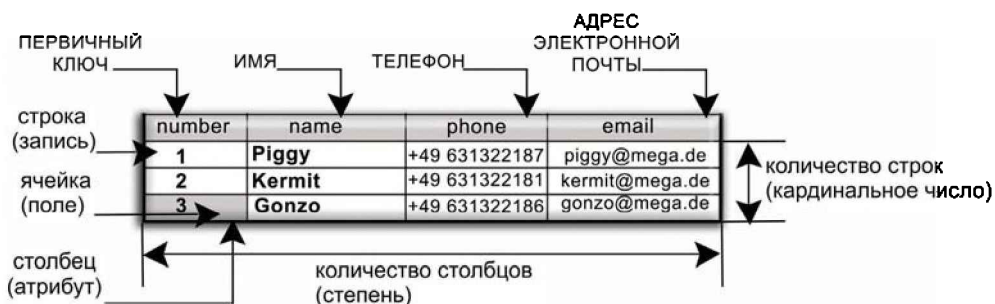 АДРЕС
ПЕРВИЧНЫЙ ЭЛЕКТРОННОЙ
КЛЮЧ ИМЯ ТЕЛЕФОН ПОЧТЫ
строка
(запись)
number name phone email
1 Piggy +49 631322187 piggy@mega.de
ячейка
(поле)
2 Kermit +49 631322181 kermit@mega.de
3 Gonzo +49 631322186 gonzo@mega.de
количество строк
(кардинальное число)
столбец
(атрибут)
количество столбцов
(степень)